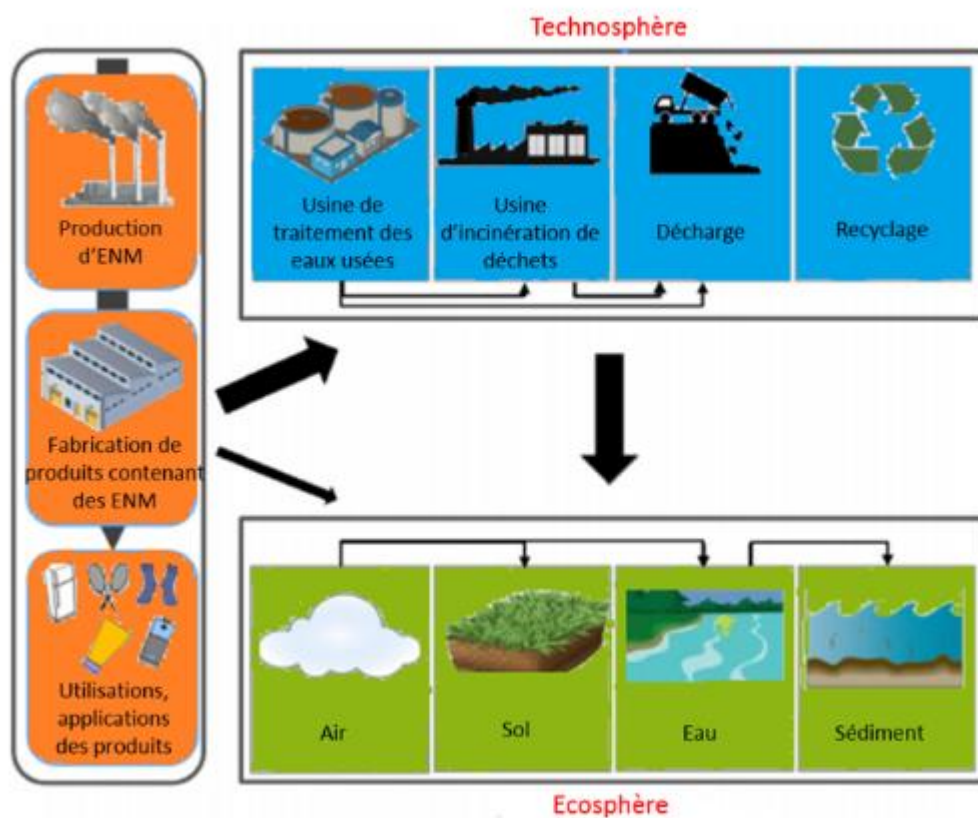 Technosphère
Production
d'ENM
Fabrication de
produits contenant
des ENM
Utilisations,
applications
des produits
Usine de
traitement des
eaux usées
Usine
d'incinération de
déchets
Décharge
Recyclage
Air
Sol
Eau
Sédiment
Ecosphère